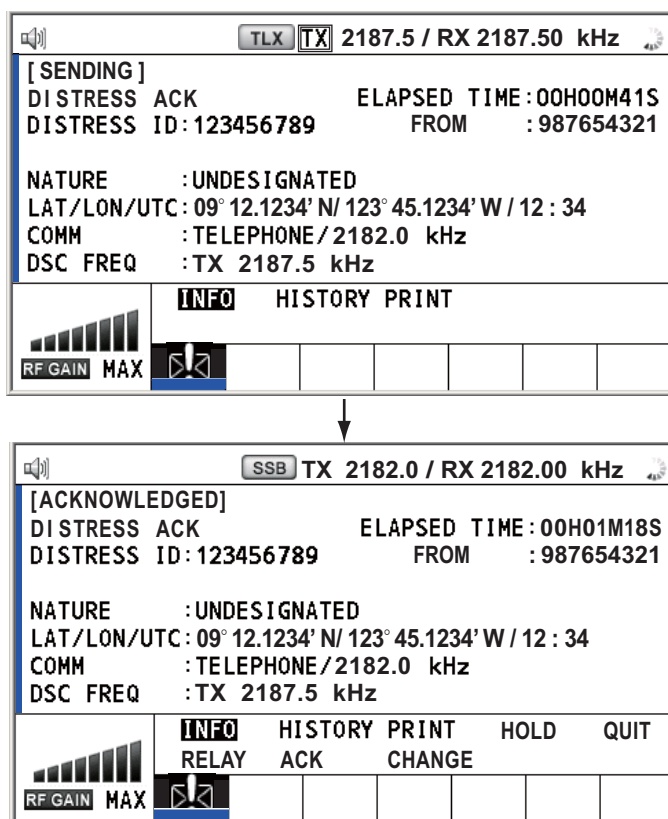 TLX TX 2187.5 / RX 2187.50 kHz
[ SENDING ]
DISTRESS ACK ELAPSED TIME:00H00M41S
DISTRESS ID:123456789 FROM :987654321
NATURE :UNDESIGNATED
LAT/LON/UTC: 09° 12.1234' N/ 123° 45.1234' W / 12 : 34
COMM :TELEPHONE/2182.0 kHz
DSC FREQ :TX 2187.5 kHz
INFO HISTORY PRINT
RF GAIN MAX
SSB TX 2182.0 / RX 2182.00 kHz
[ACKNOWLEDGED]
DISTRESS ACK ELAPSED TIME:00H01M18S
DISTRESS ID:123456789 FROM :987654321
NATURE :UNDESIGNATED
LAT/LON/UTC: 09° 12.1234' N/ 123° 45.1234' W / 12 : 34
COMM :TELEPHONE/2182.0 kHz
DSC FREQ :TX 2187.5 kHz
INFO HISTORY PRINT HOLD QUIT
RELAY ACK CHANGE
RF GAIN MAX